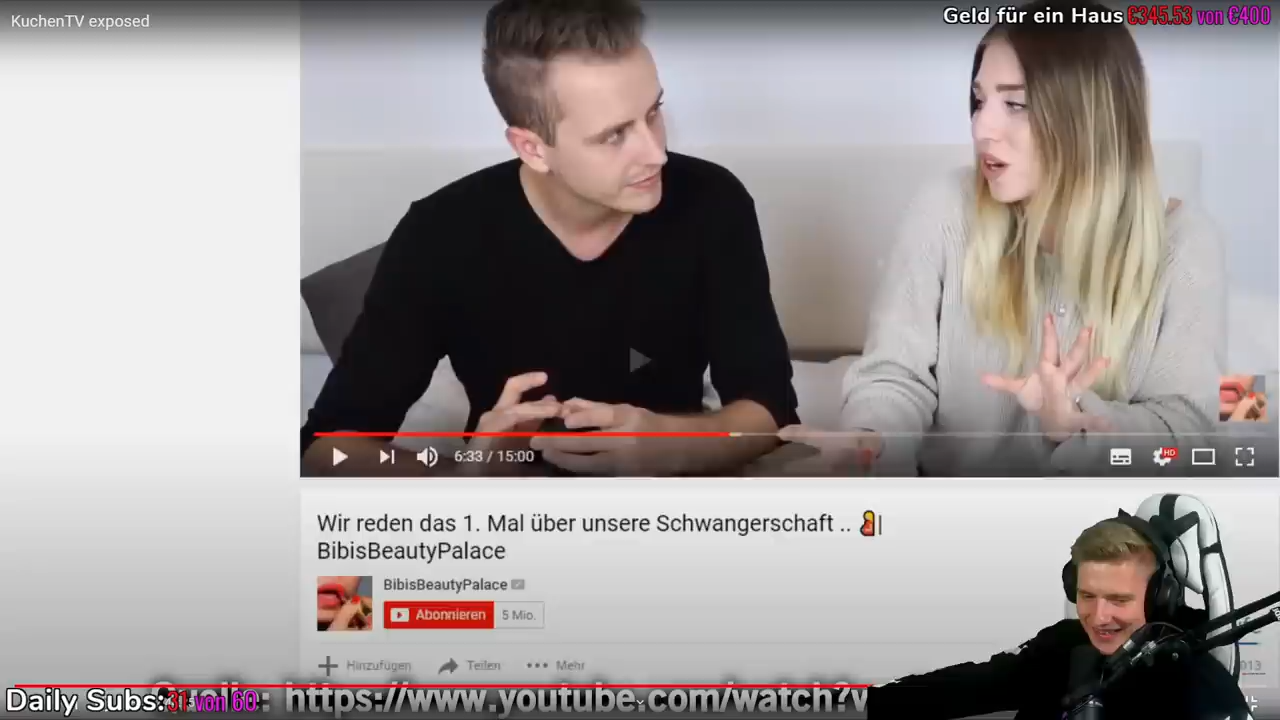 KuchenTV exposed
Geld für ein Haus €345.53 von €400
6:33 / 15:00
HD
Wir reden das 1. Mal über unsere Schwangerschaft .. |
BibisBeautyPalace
BibisBeautyPalace
Abonnieren 5 Mio.
Hinzufügen Teilen Mehr
Daily Subs: 31 von 60
https://www.youtube.com/watch?v